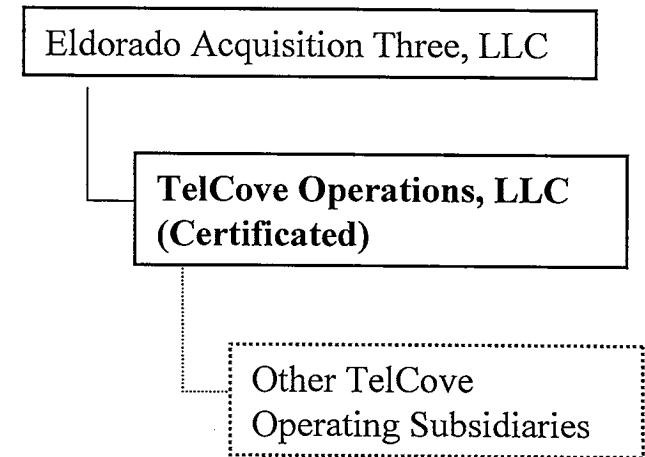 Eldorado Acquisition Three, LLC
TelCove Operations, LLC
(Certificated)
Other TelCove
Operating Subsidiaries